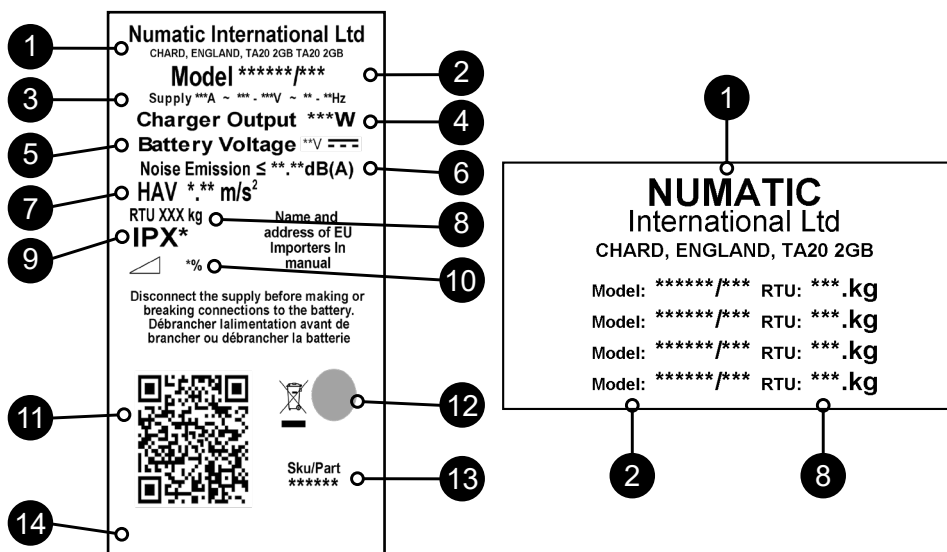 1
Numatic International Ltd
CHARD, ENGLAND, TA20 2GB TA20 2GB
2
Model ******/***
3
Supply ***A ~ *** - ***V ~ ** - **Hz
Charger Output ***W
4
5
Battery Voltage **V
Noise Emission ≤ **.**dB(A)
6
7
HAV *.** m/s²
RTU XXX kg
8
9
IPX*
Name and
address of EU
Importers In
manual
*%
10
Disconnect the supply before making or
breaking connections to the battery.
Débrancher lalimentation avant de
brancher ou débrancher la batterie
11
12
Sku/Part
******
13
14
1
NUMATIC
International Ltd
CHARD, ENGLAND, TA20 2GB
Model: ******/*** RTU: ***.kg
Model: ******/*** RTU: ***.kg
Model: ******/*** RTU: ***.kg
Model: ******/*** RTU: ***.kg
2
8